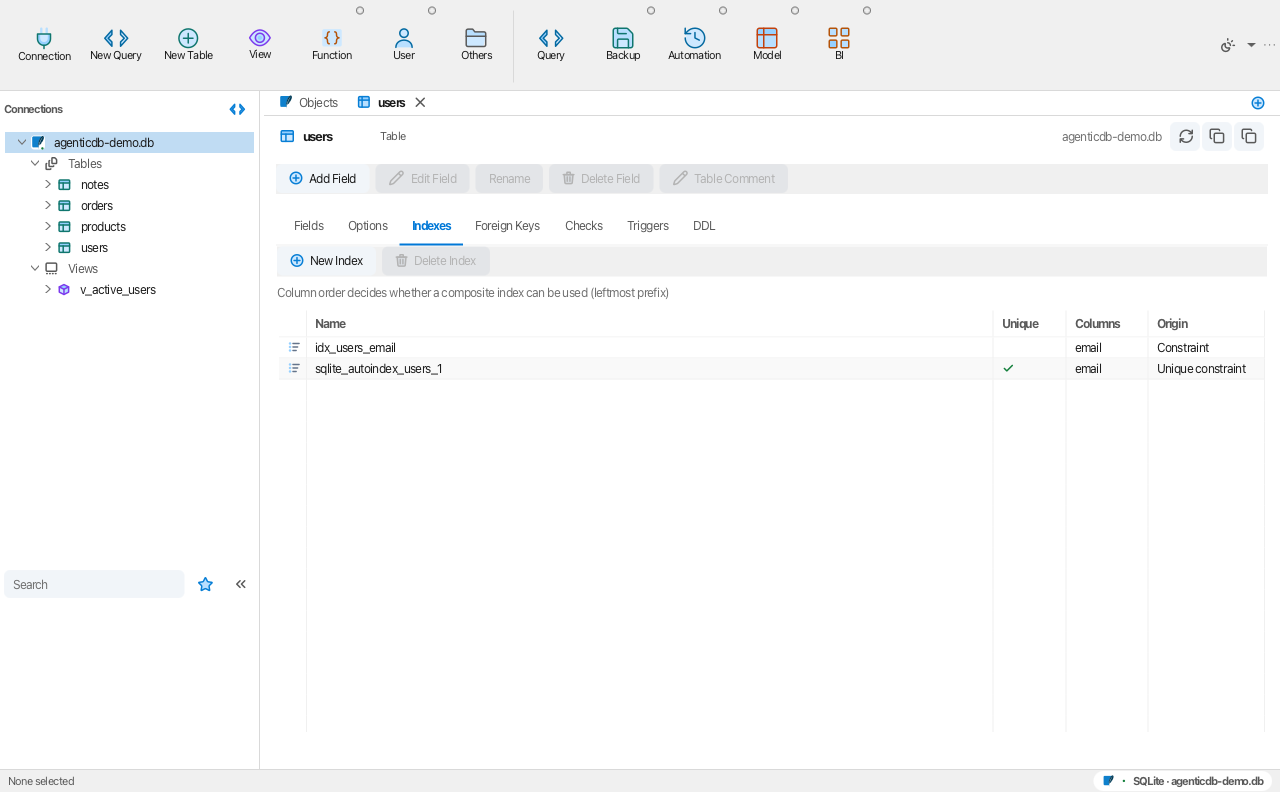 Connection New Query New Table View Function User Others Query Backup Automation Model BI
Connections
Objects users
agenticdb-demo.db
users Table agenticdb-demo.db
Tables
Add Field Edit Field Rename Delete Field Table Comment
notes
orders
products
users
Fields Options Indexes Foreign Keys Checks Triggers DDL
Views
New Index Delete Index
v_active_users
Column order decides whether a composite index can be used (leftmost prefix)
Name Unique Columns Origin
idx_users_email email Constraint
sqlite_autoindex_users_1 email Unique constraint
Search
None selected
SQLite · agenticdb-demo.db